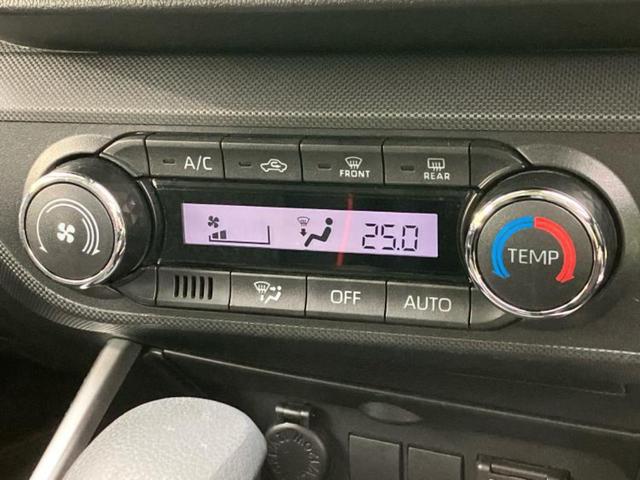 A/C
FRONT
REAR
25.0
TEMP
OFF
AUTO